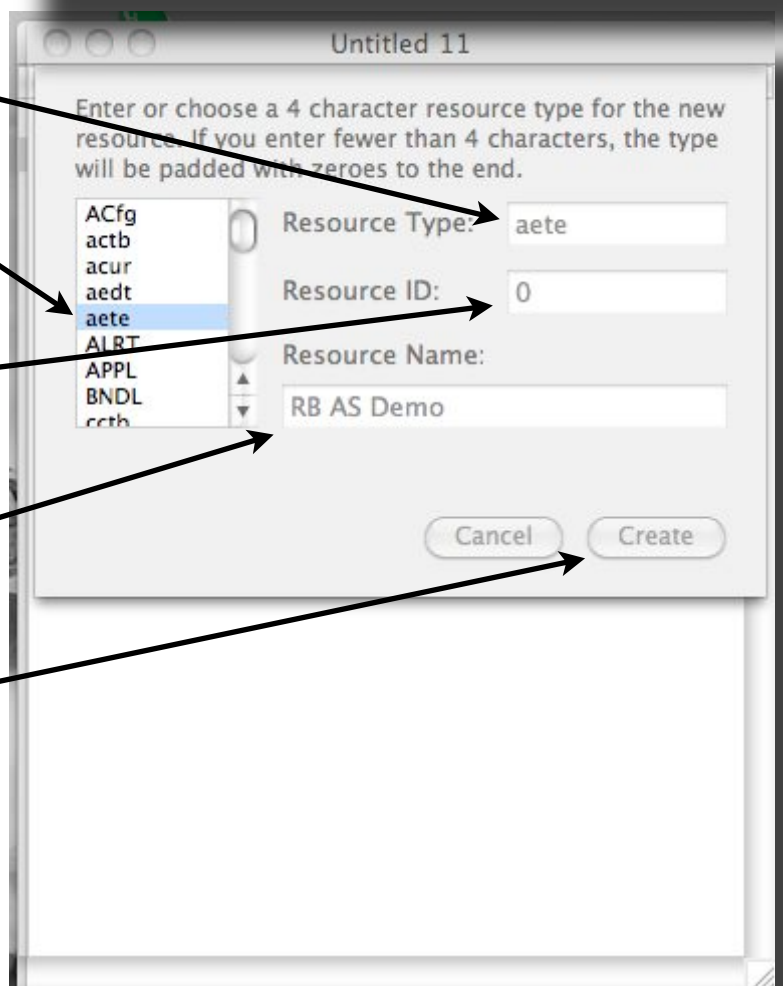 Untitled 11
Enter or choose a 4 character resource type for the new
resource. If you enter fewer than 4 characters, the type
will be padded with zeroes to the end.
ACfg
actb
acur
aedt
aete
ALRT
APPL
BNDL
cctb
Resource Type: aete
Resource ID: 0
Resource Name:
RB AS Demo
Cancel Create